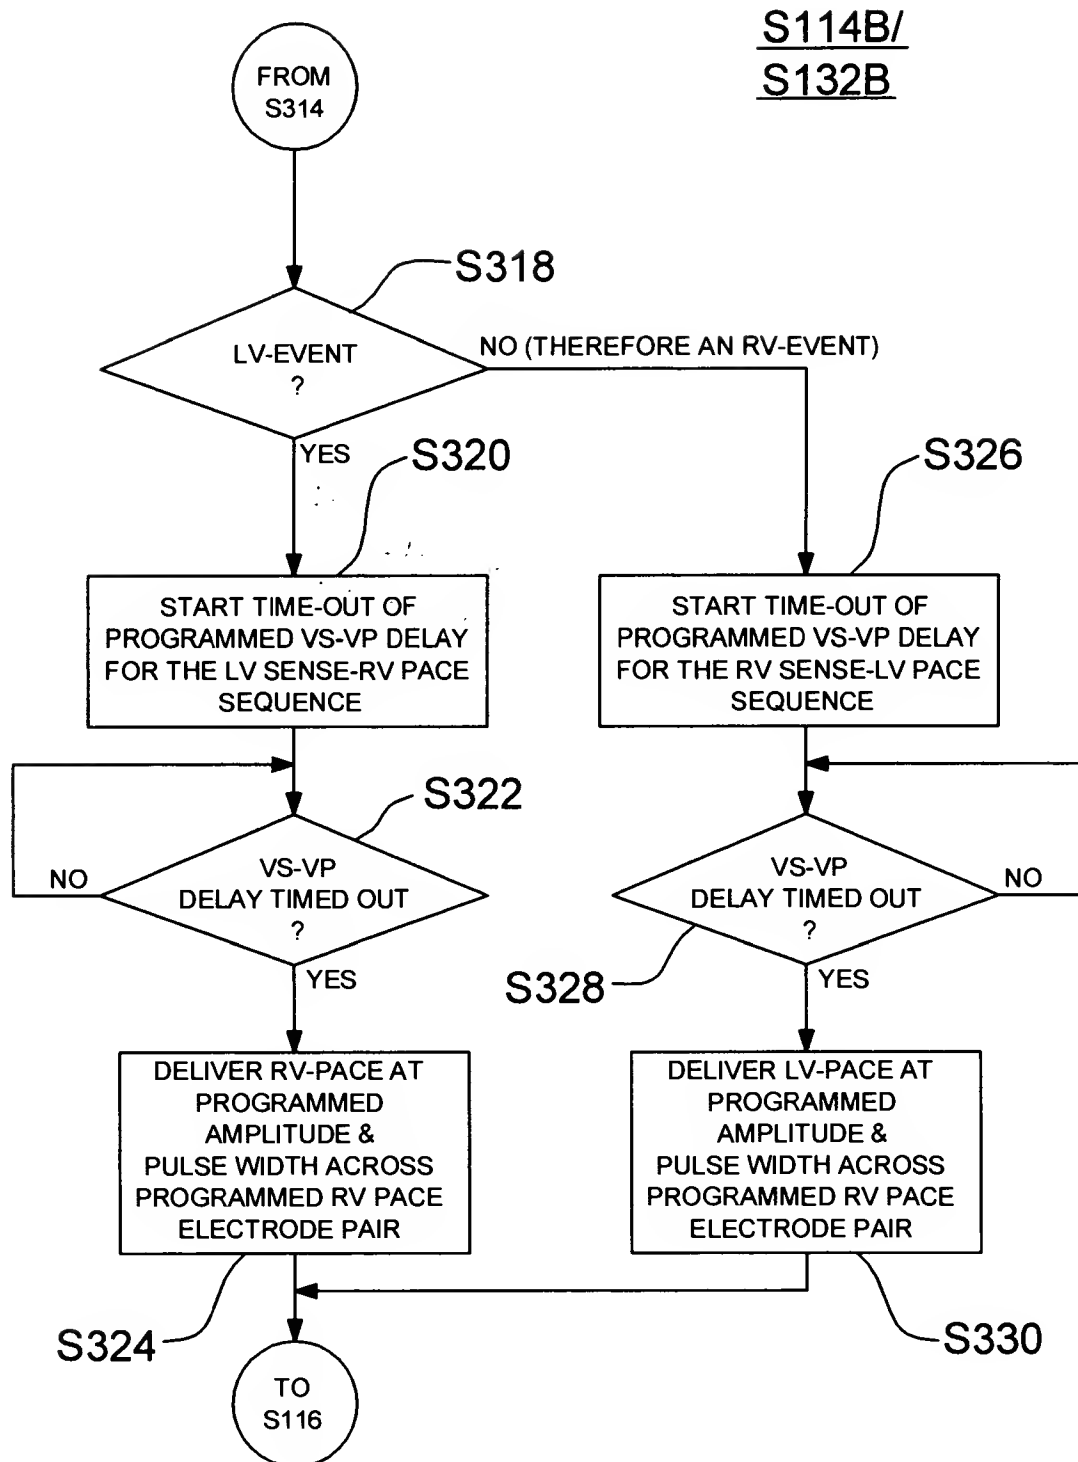 S114B/
S132B
FROM
S314
S318
LV-EVENT
?
NO (THEREFORE AN RV-EVENT)
YES
S320
S326
START TIME-OUT OF
PROGRAMMED VS-VP DELAY
FOR THE LV SENSE-RV PACE
SEQUENCE
START TIME-OUT OF
PROGRAMMED VS-VP DELAY
FOR THE RV SENSE-LV PACE
SEQUENCE
S322
VS-VP
DELAY TIMED OUT
?
NO
YES
VS-VP
DELAY TIMED OUT
?
NO
S328
YES
DELIVER RV-PACE AT
PROGRAMMED
AMPLITUDE &
PULSE WIDTH ACROSS
PROGRAMMED RV PACE
ELECTRODE PAIR
DELIVER LV-PACE AT
PROGRAMMED
AMPLITUDE &
PULSE WIDTH ACROSS
PROGRAMMED RV PACE
ELECTRODE PAIR
S324
S330
TO
S116